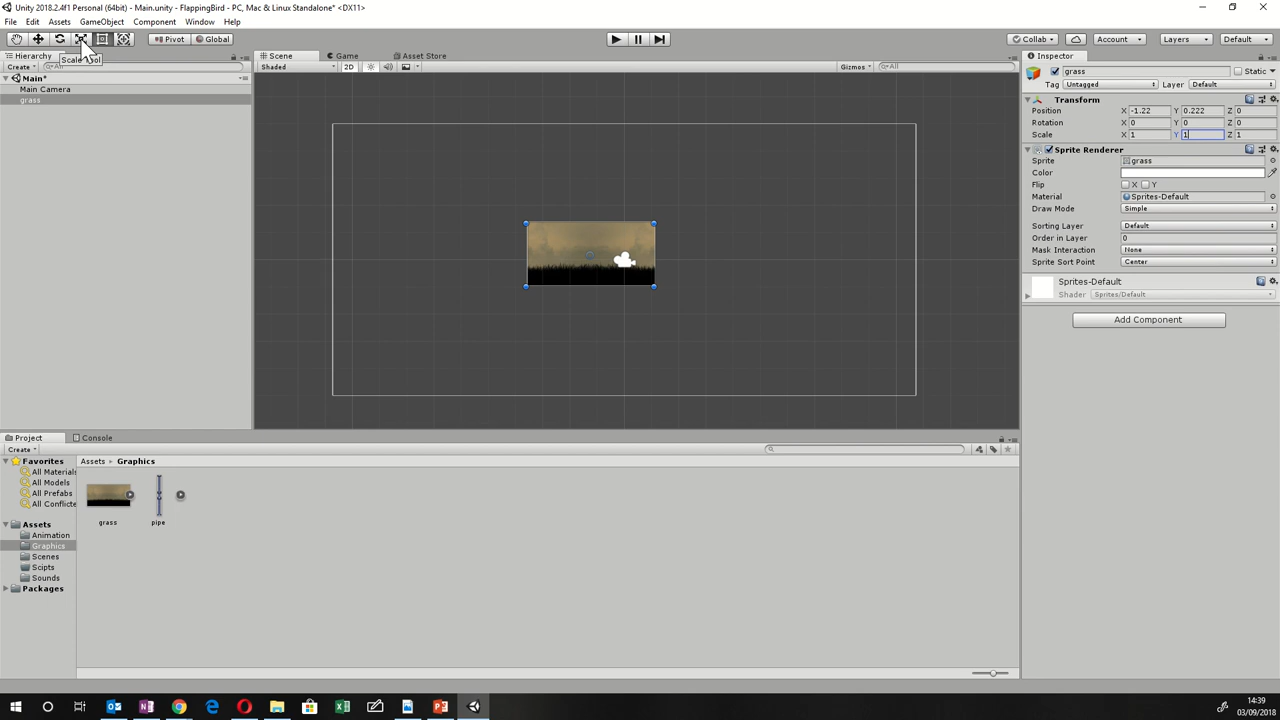 Unity 2018.2.4f1 Personal (64bit) - Main.unity - FlappingBird - PC, Mac & Linux Standalone* <DX11>
File Edit Assets GameObject Component Window Help
Pivot Global Collab Account Layers Default
Hierarchy Scene Game Asset Store Inspector
Create All Shaded 2D Gizmos All grass Static
Scale Tool
Main*
Main Camera
grass
Tag Untagged Layer Default
Transform
Position X -1.22 Y 0.222 Z 0
Rotation X 0 Y 0 Z 0
Scale X 1 Y 1 Z 1
Sprite Renderer
Sprite grass
Color
Flip X Y
Material Sprites-Default
Draw Mode Simple
Sorting Layer Default
Order in Layer 0
Mask Interaction None
Sprite Sort Point Center
Sprites-Default
Shader Sprites/Default
Add Component
Project Console
Create
Favorites
All Materials
All Models
All Prefabs
All Conflicte
Assets
Animation
Graphics
Scenes
Scipts
Sounds
Packages
Assets Graphics
grass pipe
14:39
03/09/2018